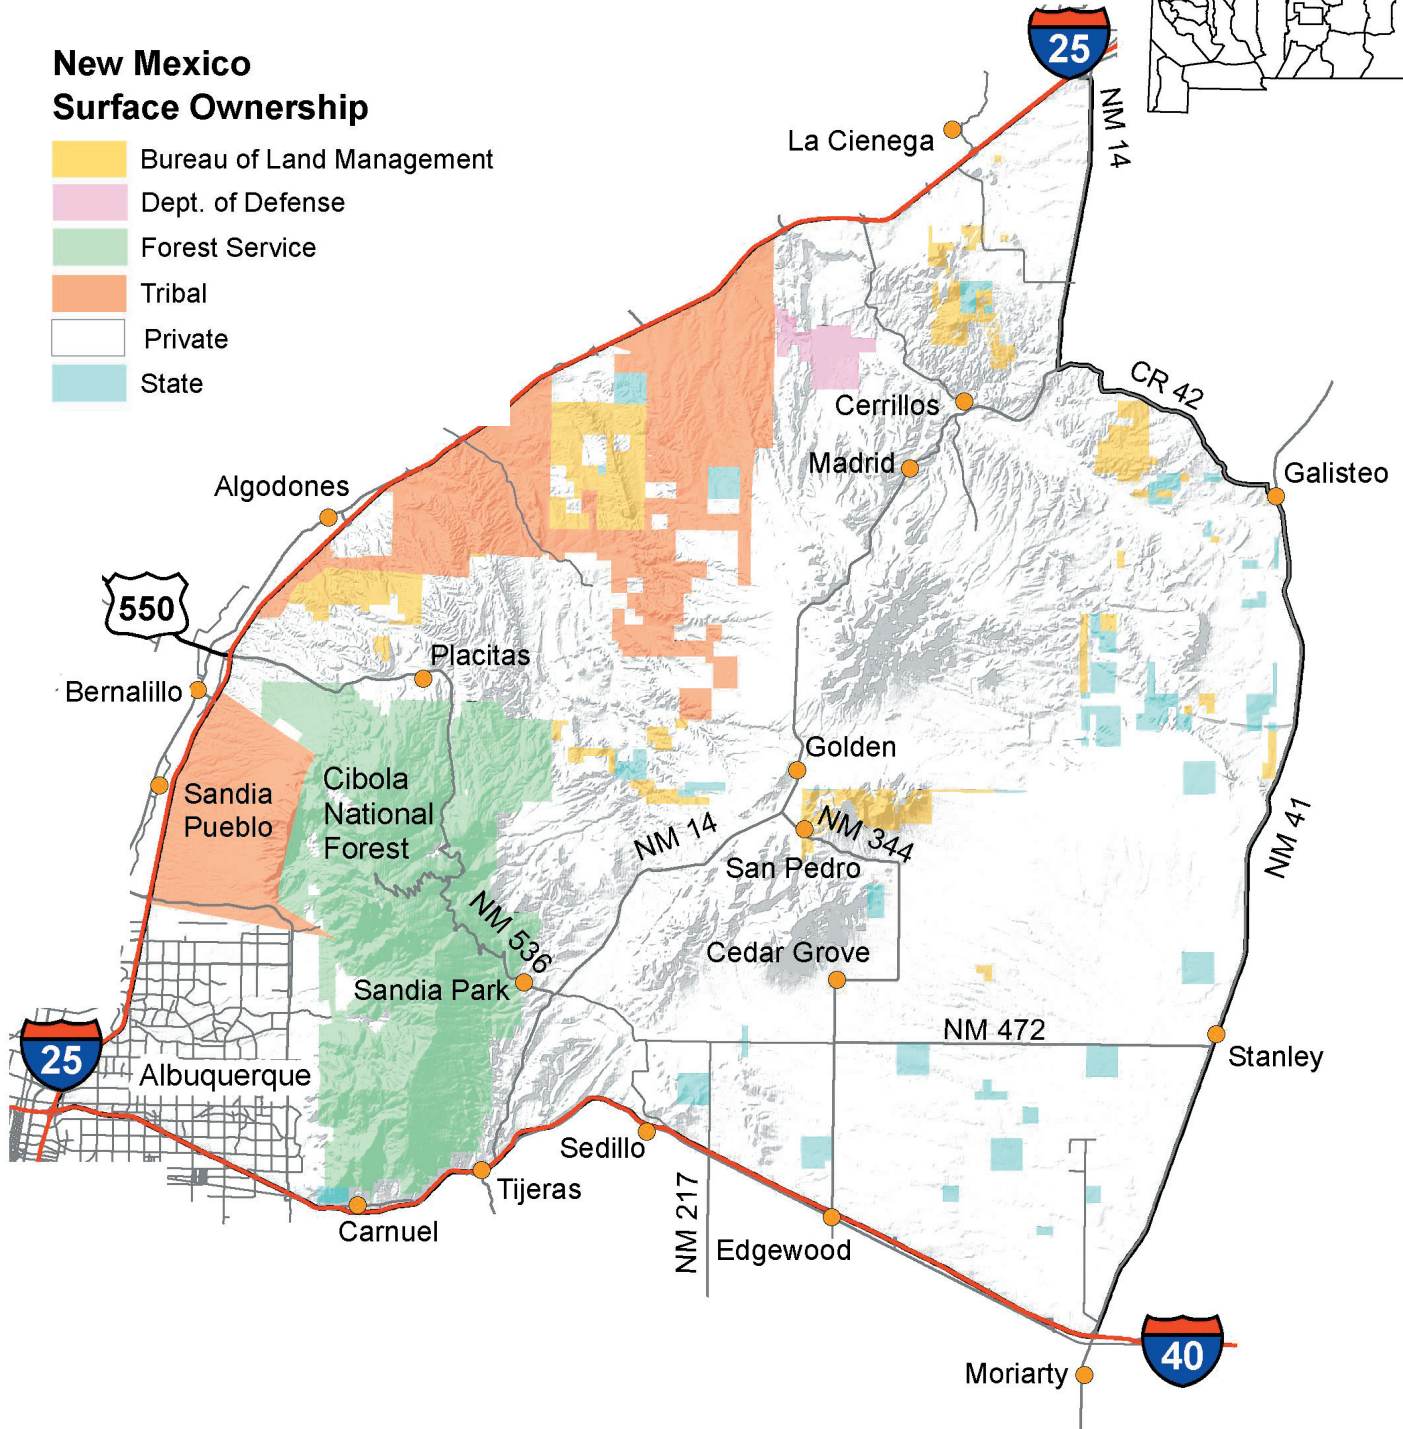 New Mexico
Surface Ownership
Bureau of Land Management
Dept. of Defense
Forest Service
Tribal
Private
State
25
NM 14
La Cienega
CR 42
Cerrillos
Madrid
Galisteo
Algodones
550
Placitas
Bernalillo
Golden
Sandia
Pueblo
Cibola
National
Forest
NM 14
NM 344
NM 41
San Pedro
NM 536
Cedar Grove
Sandia Park
NM 472
Stanley
25
Albuquerque
Sedillo
Tijeras
NM 217
Carnuel
Edgewood
40
Moriarty